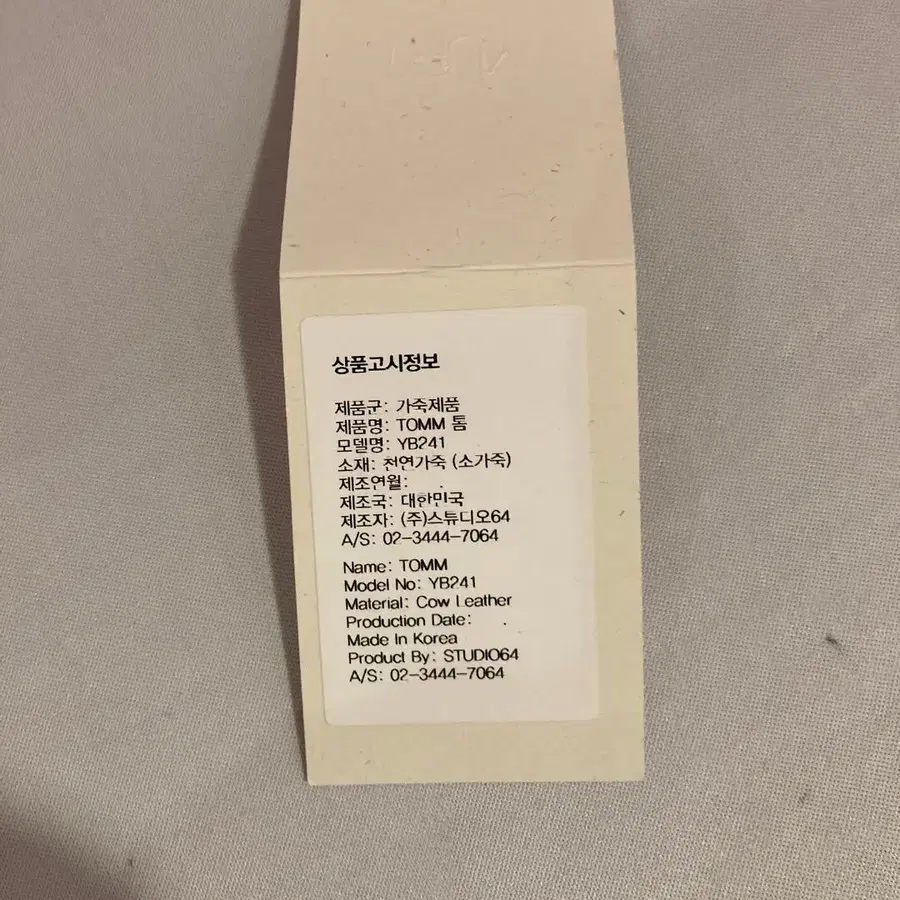 상품고시정보
제품군: 가죽제품
제품명: TOMM 톰
모델명: YB241
소재: 천연가죽 (소가죽)
제조연월: .
제조국: 대한민국
제조자: (주)스튜디오64
A/S: 02-3444-7064
Name: TOMM
Model No: YB241
Material: Cow Leather
Production Date: .
Made In Korea
Product By: STUDIO64
A/S: 02-3444-7064